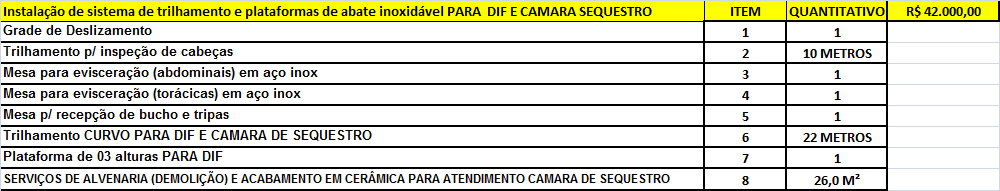 Instalação de sistema de trilhamento e plataformas de abate inoxidável PARA DIF E CAMARA SEQUESTRO ITEM QUANTITATIVO R$ 42.000,00
Grade de Deslizamento 1 1
Trilhamento p/ inspeção de cabeças 2 10 METROS
Mesa para evisceração (abdominais) em aço inox 3 1
Mesa para evisceração (torácicas) em aço inox 4 1
Mesa p/ recepção de bucho e tripas 5 1
Trilhamento CURVO PARA DIF E CAMARA DE SEQUESTRO 6 22 METROS
Plataforma de 03 alturas PARA DIF 7 1
SERVIÇOS DE ALVENARIA (DEMOLIÇÃO) E ACABAMENTO EM CERÂMICA PARA ATENDIMENTO CAMARA DE SEQUESTRO 8 26,0 M²